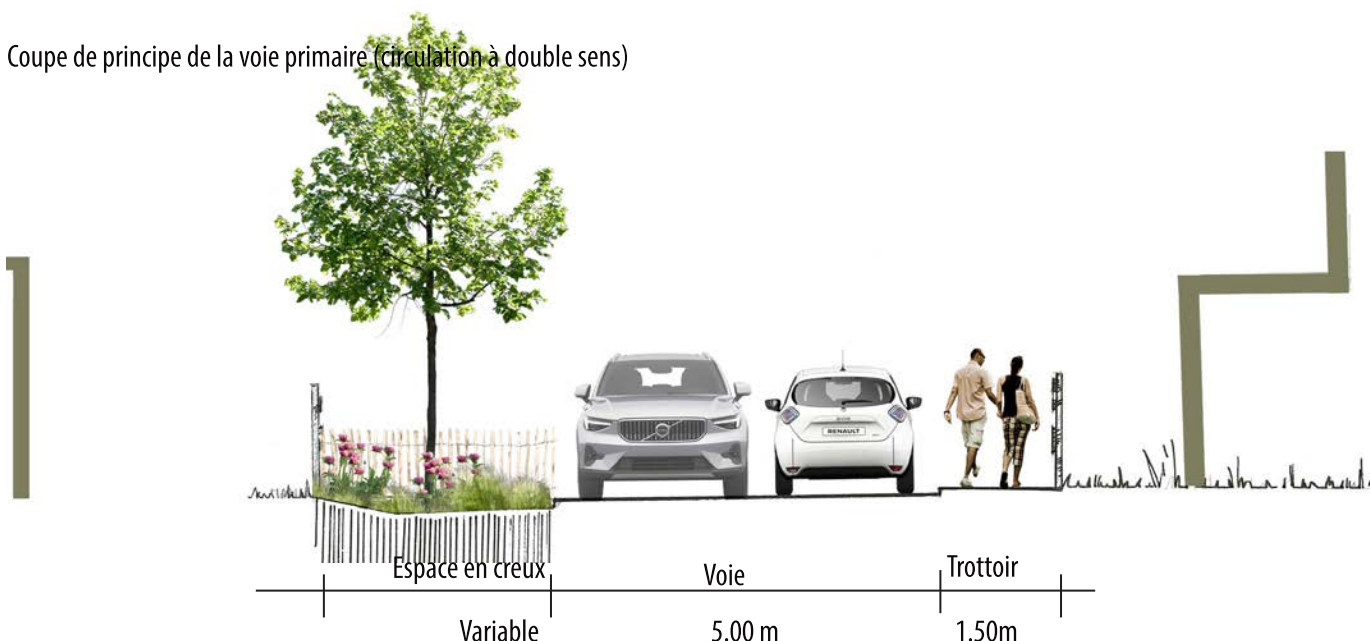 Coupe de principe de la voie primaire (circulation à double sens)
RENAULT
Espace en creux
Voie
Trottoir
Variable
5.00 m
1.50m